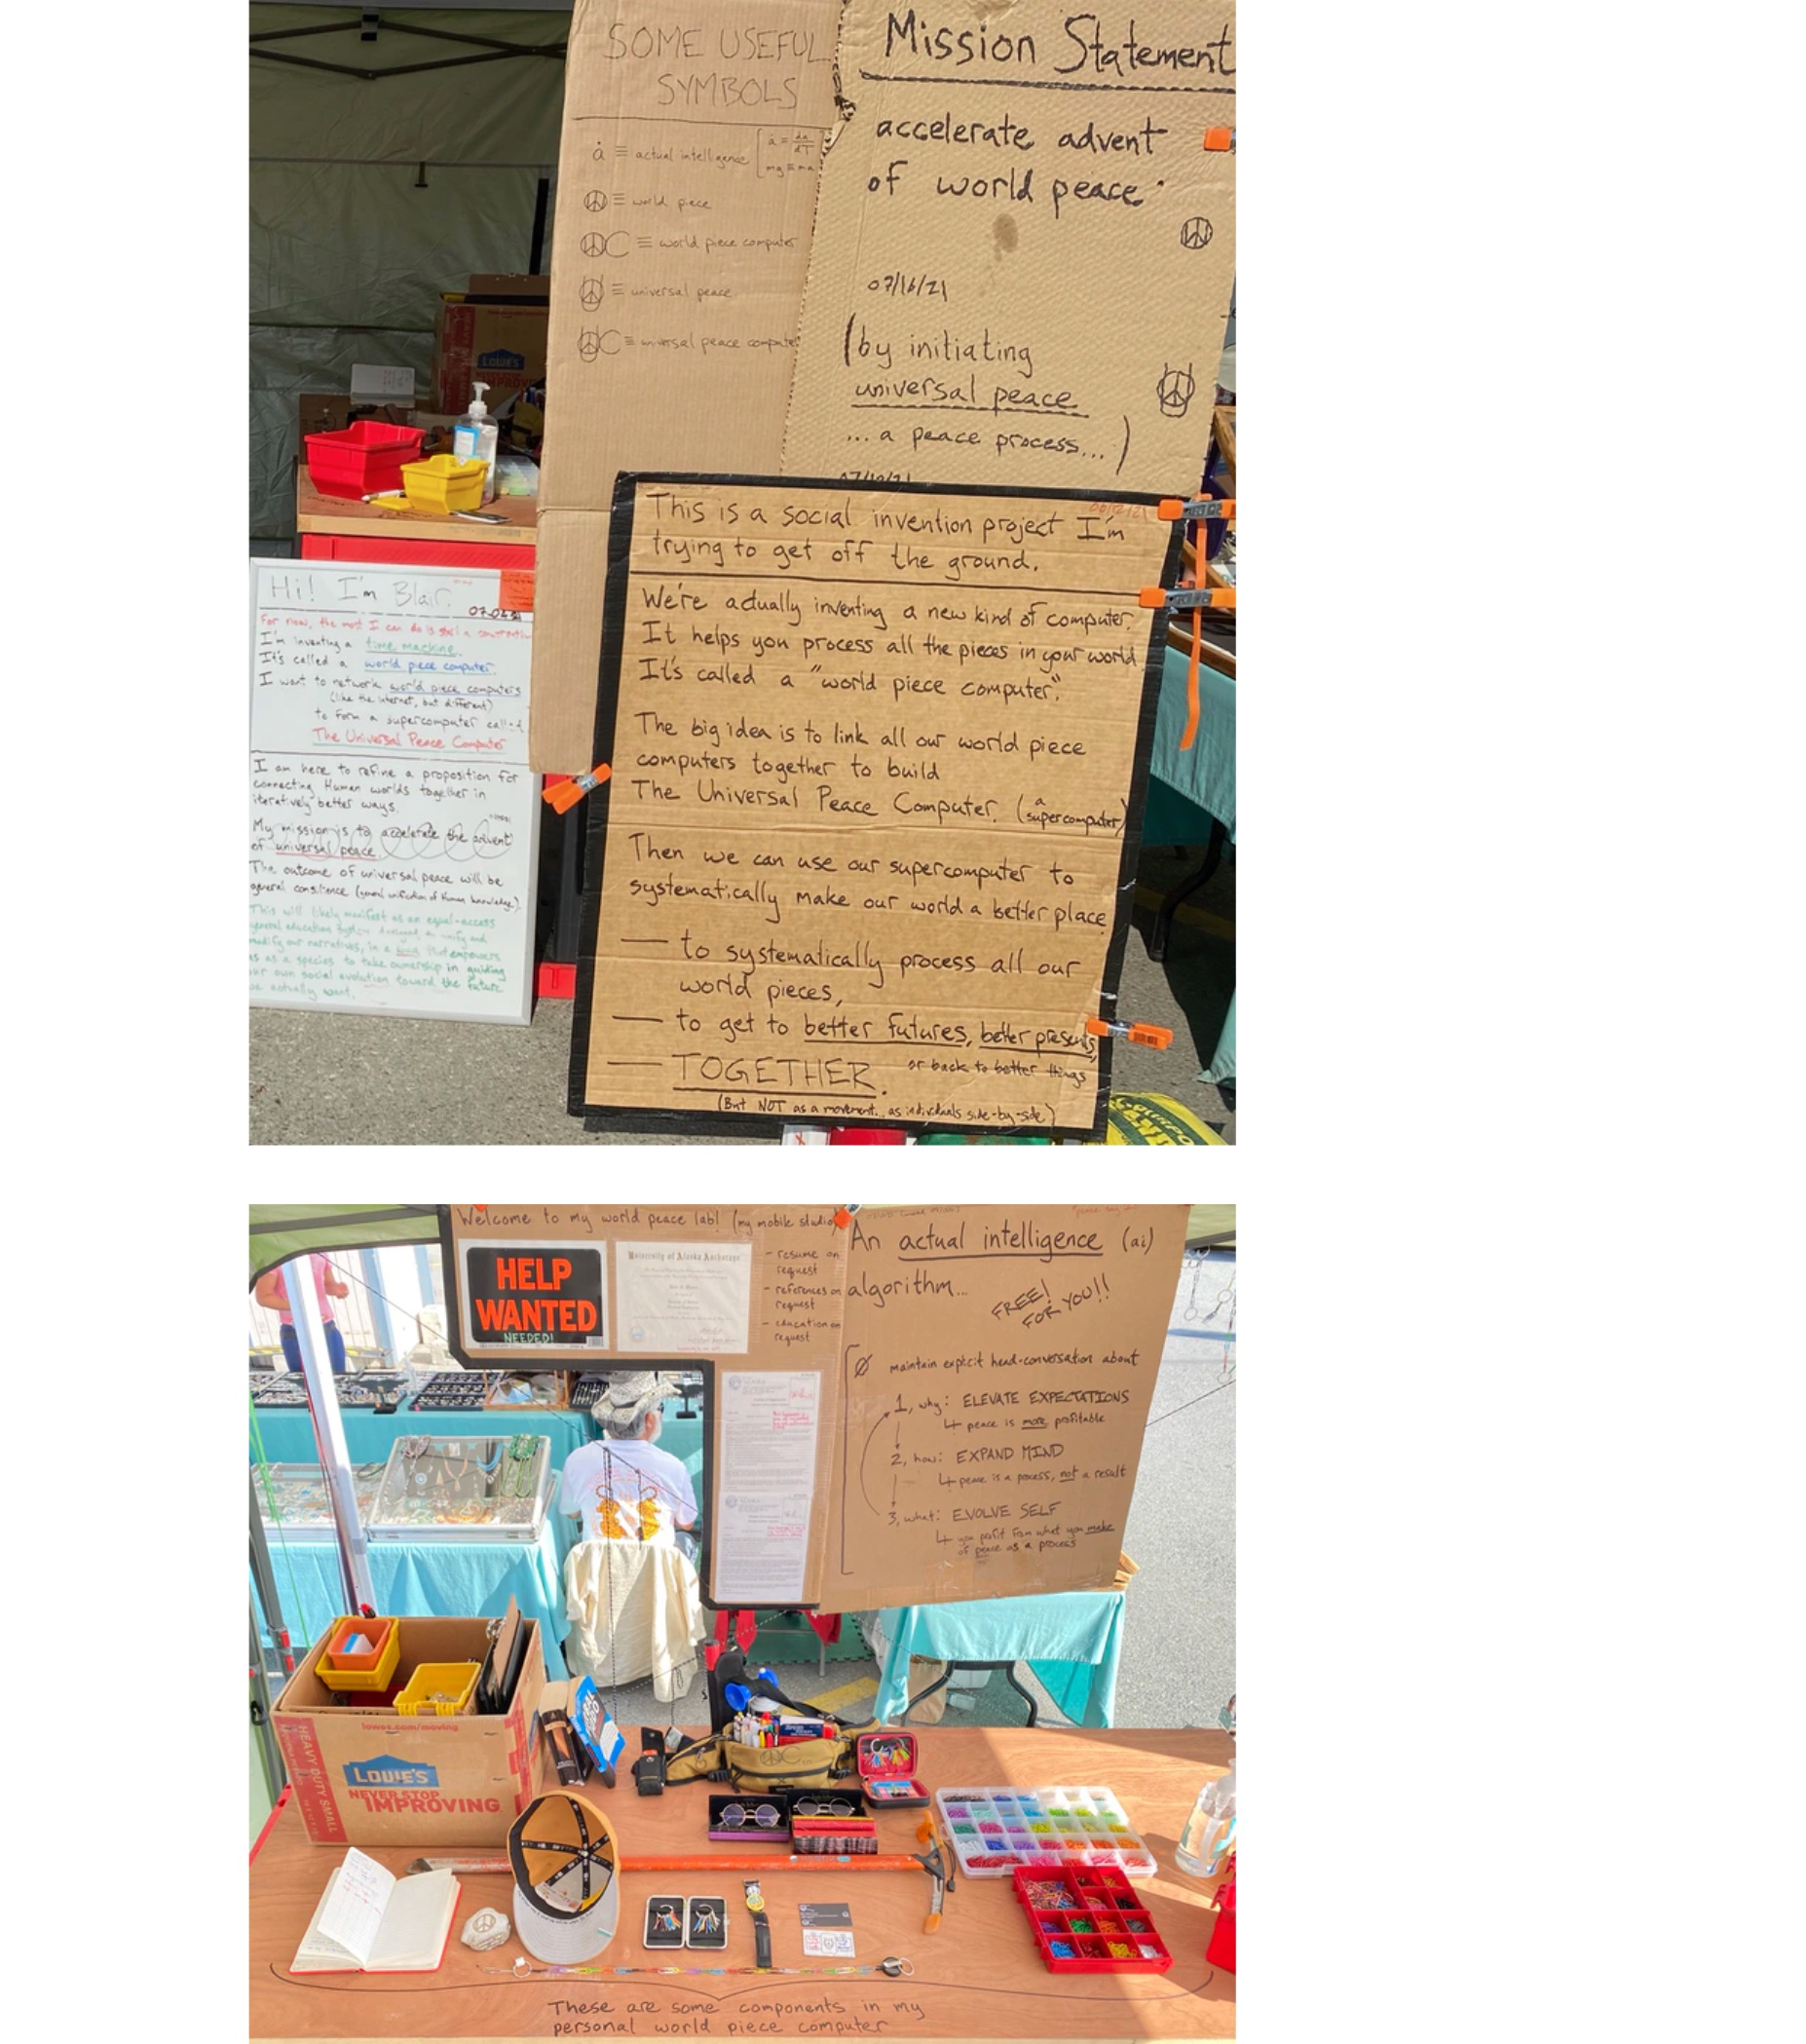 SOME USEFUL
SYMBOLS
ȧ ≡ actual intelligence
≡ world piece
C ≡ world piece computer
≡ universal peace
C ≡ universal peace computer
Mission Statement
accelerate advent
of world peace
07/16/21
(by initiating
universal peace
... a peace process...)
LOWE'S
NEVER STOP
IMPROVING
This is a social invention project I'm
trying to get off the ground.
We're actually inventing a new kind of computer.
It helps you process all the pieces in your world.
It's called a "world piece computer".
The big idea is to link all our world piece
computers together to build
The Universal Peace Computer. (a supercomputer)
Then we can use our supercomputer to
systematically make our world a better place
— to systematically process all our
world pieces,
— to get to better futures, better presents,
or back to better things
— TOGETHER.
(But NOT as a movement.. as individuals side-by-side)
Hi! I'm Blair.
For now, the most I can do is
I'm inventing a time machine.
It's called a world piece computer.
I want to network world piece computers
(like the internet, but different)
to form a supercomputer called
The Universal Peace Computer
I am here to refine a proposition for
connecting Human worlds together in
iteratively better ways.
My mission is to accelerate the advent
of universal peace.
The outcome of universal peace will be
general consilience (general unification of Human knowledge).
This will likely manifest as an equal-access
general education system designed to unify and
modify our narratives, in a that empowers
us as a species to take ownership in guiding
our own social evolution toward the future
we actually want.
Welcome to my world peace lab! (my mobile studio)
HELP
WANTED
NEEDED!
University of Alaska Anchorage
- resume on
request
- references on
request
- education on
request
An actual intelligence (ai)
algorithm...
FREE!
FOR YOU!!
Ø maintain explicit head-conversation about
1, why: ELEVATE EXPECTATIONS
↳ peace is more profitable
2, how: EXPAND MIND
↳ peace is a process, not a result
3, what: EVOLVE SELF
↳ you profit from what you make
of peace as a process
lowes.com/moving
HEAVY DUTY SMALL
LOWE'S
NEVER STOP
IMPROVING
These are some components in my
personal world piece computer